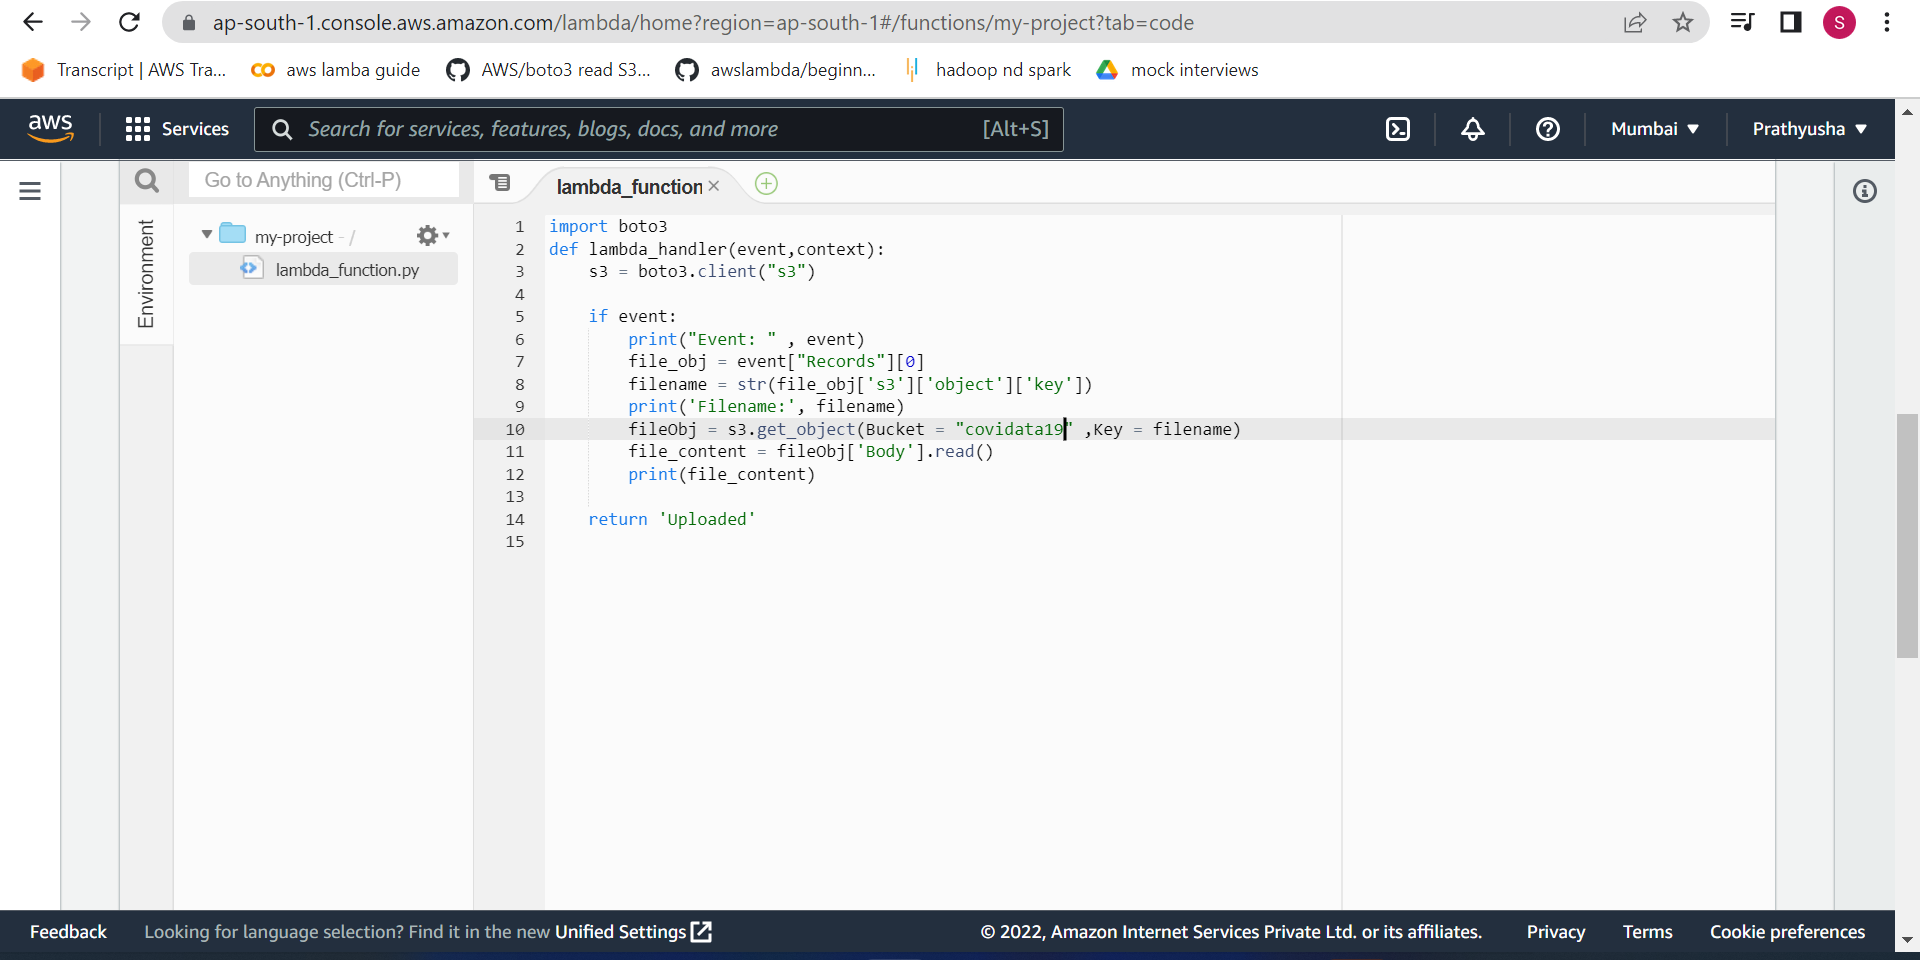 ap-south-1.console.aws.amazon.com/lambda/home?region=ap-south-1#/functions/my-project?tab=code
S
Transcript | AWS Tra... aws lamba guide AWS/boto3 read S3... awslambda/beginn... hadoop nd spark mock interviews
aws Services Search for services, features, blogs, docs, and more [Alt+S] Mumbai Prathyusha
Go to Anything (Ctrl-P) lambda_function
Environment
my-project - /
lambda_function.py
1 import boto3
2 def lambda_handler(event,context):
3 s3 = boto3.client("s3")
4
5 if event:
6 print("Event: " , event)
7 file_obj = event["Records"][0]
8 filename = str(file_obj['s3']['object']['key'])
9 print('Filename:', filename)
10 fileObj = s3.get_object(Bucket = "covidata19" ,Key = filename)
11 file_content = fileObj['Body'].read()
12 print(file_content)
13
14 return 'Uploaded'
15
Feedback Looking for language selection? Find it in the new Unified Settings © 2022, Amazon Internet Services Private Ltd. or its affiliates. Privacy Terms Cookie preferences